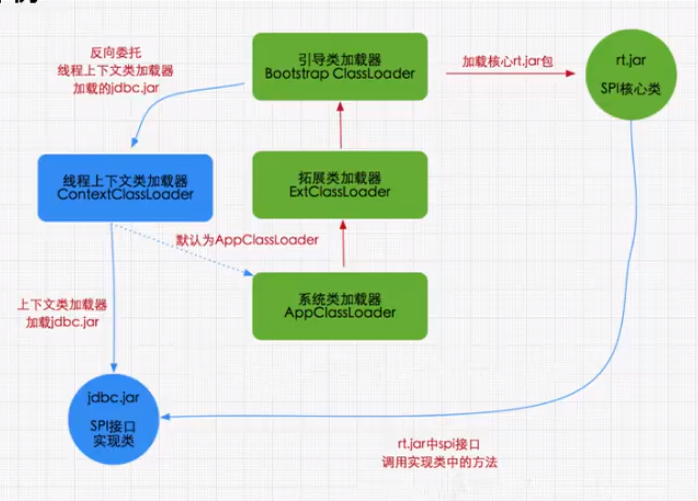 反向委托
线程上下文类加载器
加载的jdbc.jar
引导类加载器
Bootstrap ClassLoader
加载核心rt.jar包
rt.jar
SPI核心类
线程上下文类加载器
ContextClassLoader
拓展类加载器
ExtClassLoader
默认为AppClassLoader
系统类加载器
AppClassLoader
上下文类加载器
加载jdbc.jar
jdbc.jar
SPI接口
实现类
rt.jar中spi接口
调用实现类中的方法